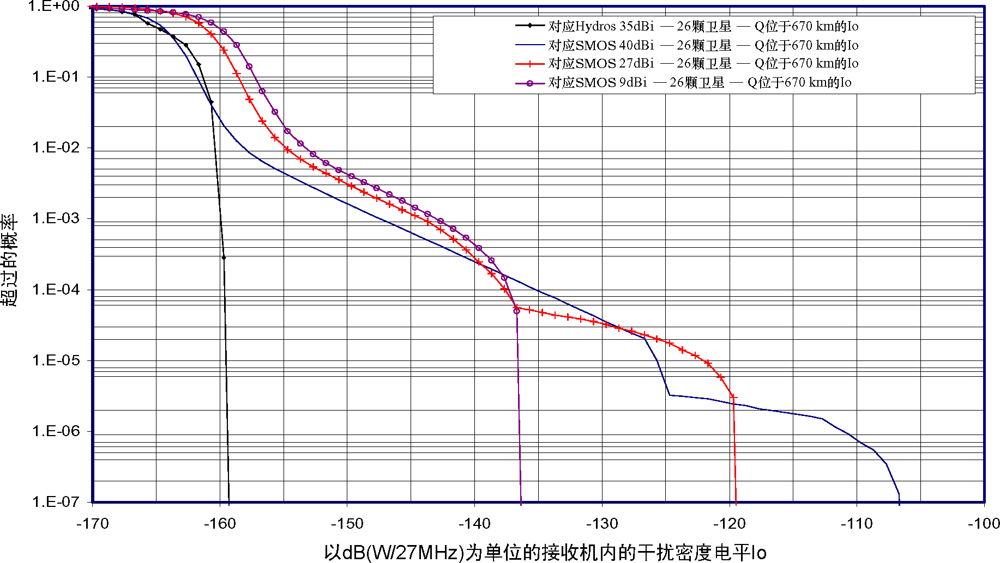 1.E+00
1.E-01
1.E-02
1.E-03
1.E-04
1.E-05
1.E-06
1.E-07
超过的概率
对应Hydros 35dBi — 26颗卫星 — Q位于670 km的Io
对应SMOS 40dBi — 26颗卫星 — Q位于670 km的Io
对应SMOS 27dBi — 26颗卫星 — Q位于670 km的Io
对应SMOS 9dBi — 26颗卫星 — Q位于670 km的Io
-170 -160 -150 -140 -130 -120 -110 -100
以dB(W/27MHz)为单位的接收机内的干扰密度电平Io